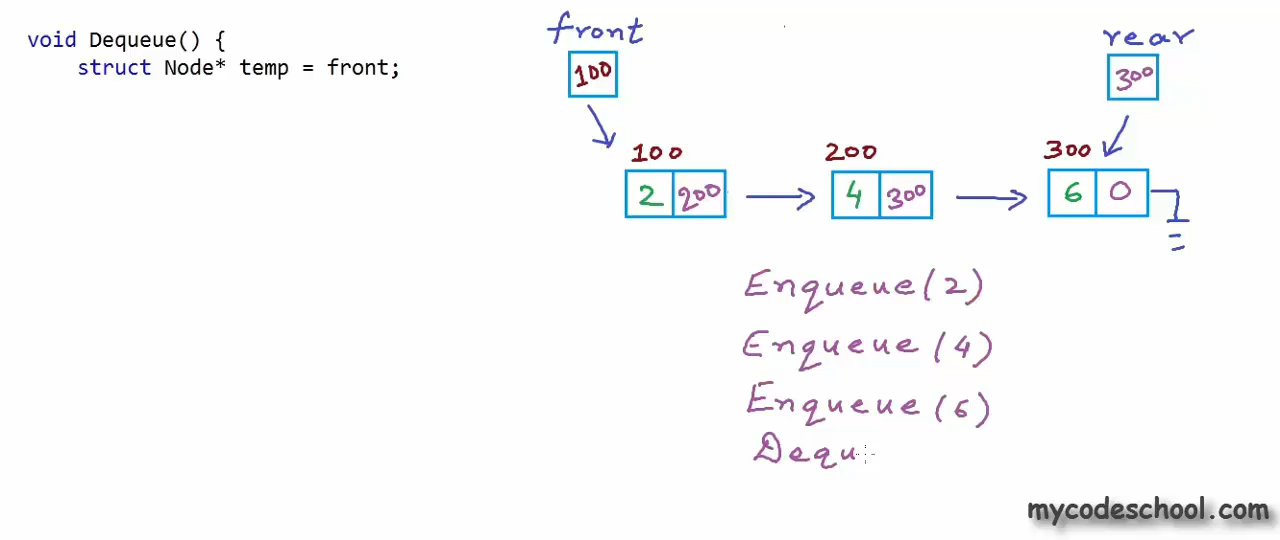 void Dequeue() {
struct Node* temp = front;
front
100
rear
300
100
2 200
200
4 300
300
6 0
Enqueue(2)
Enqueue(4)
Enqueue(6)
Dequ
mycodeschool.com